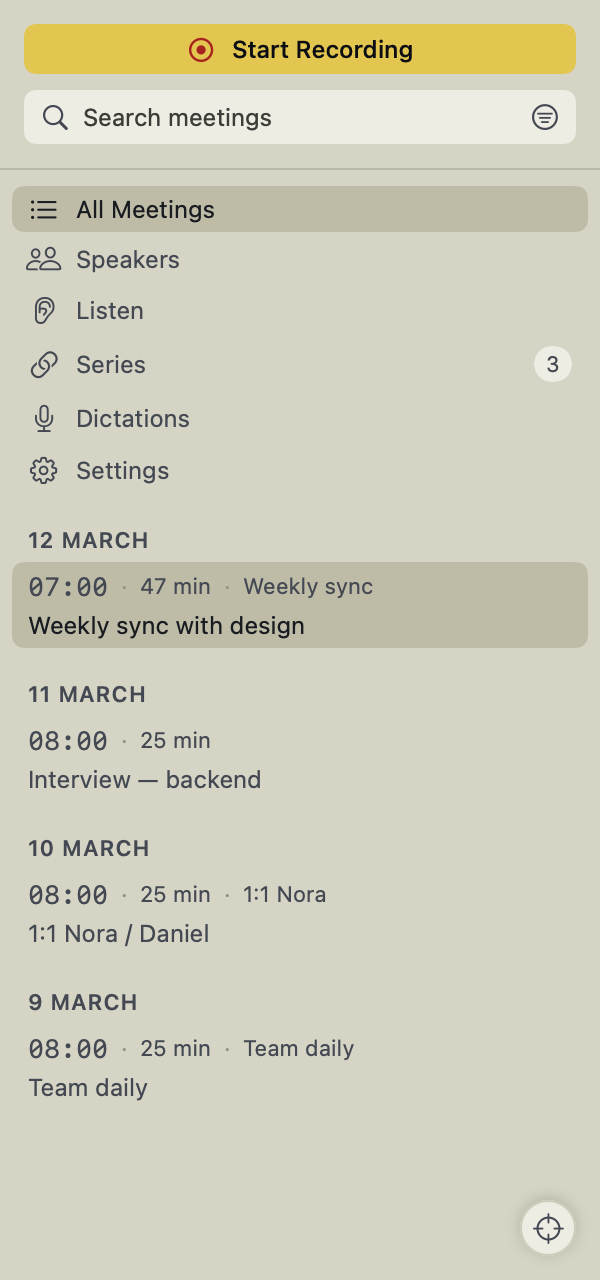 Start Recording
Search meetings
All Meetings
Speakers
Listen
Series 3
Dictations
Settings
12 MARCH
07:00 · 47 min · Weekly sync
Weekly sync with design
11 MARCH
08:00 · 25 min
Interview — backend
10 MARCH
08:00 · 25 min · 1:1 Nora
1:1 Nora / Daniel
9 MARCH
08:00 · 25 min · Team daily
Team daily